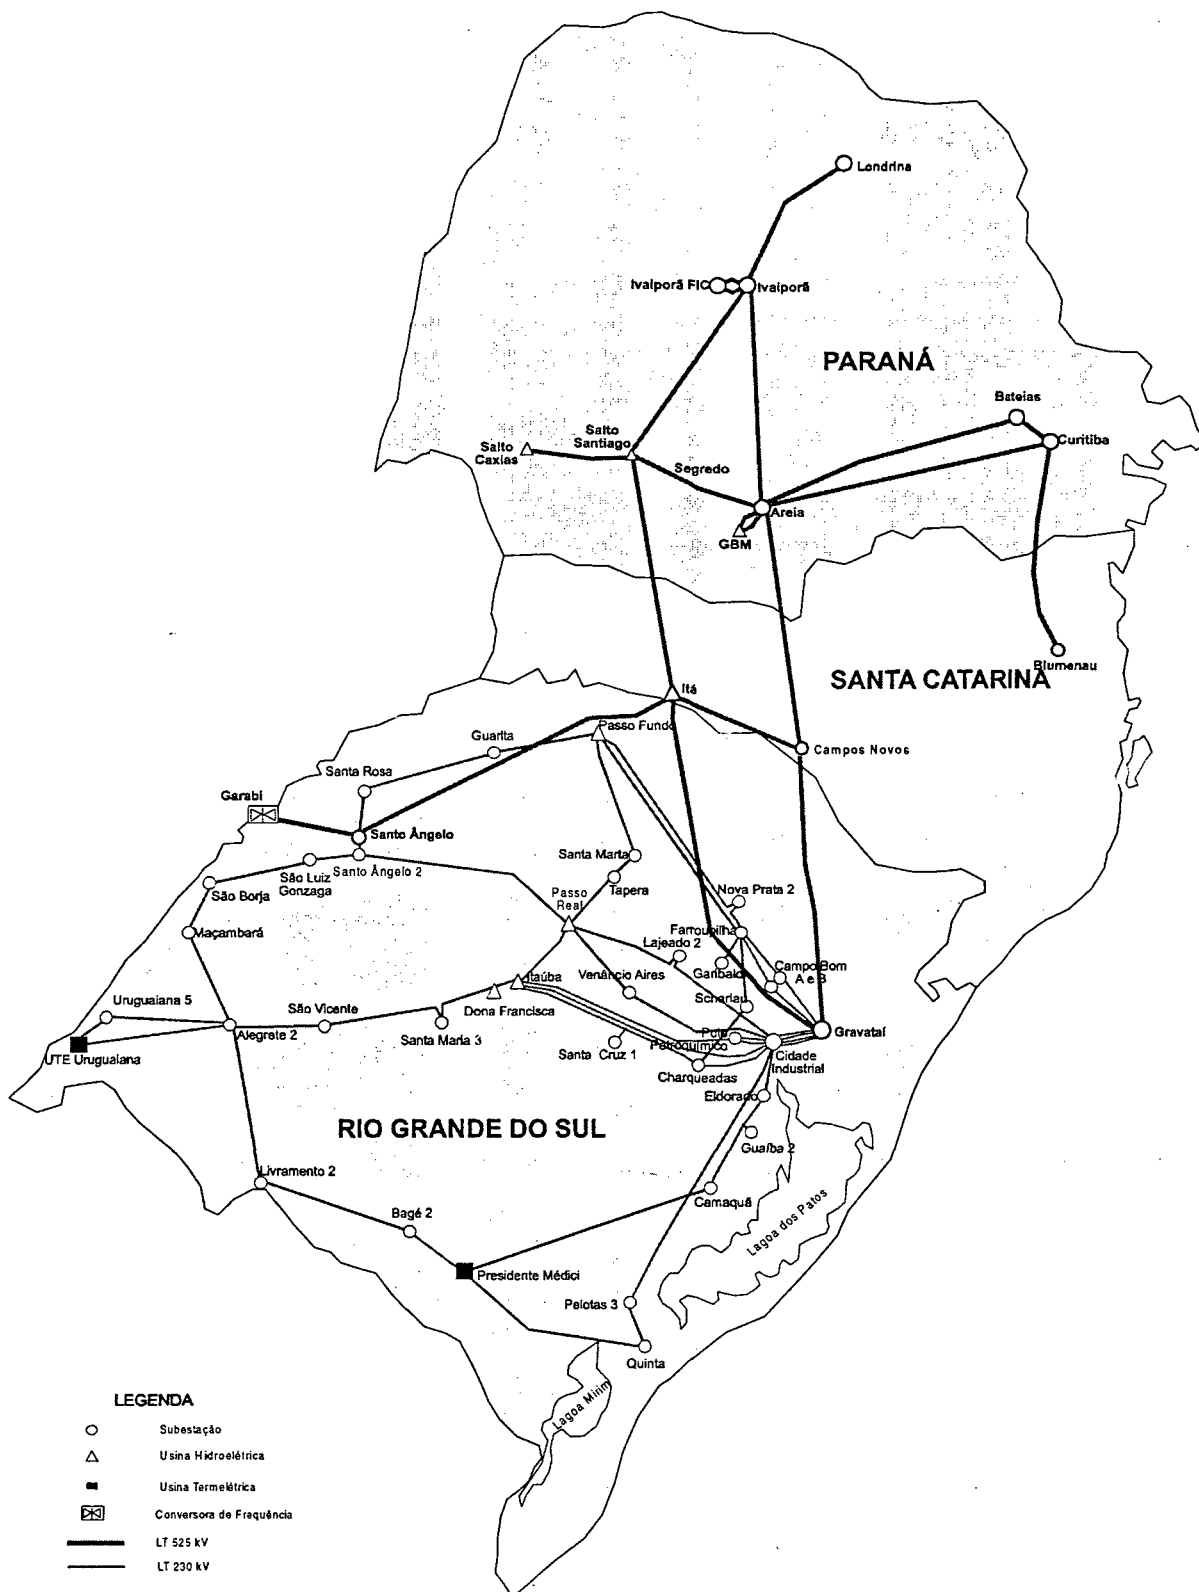 Londrina
Ivaiporã FIC
Ivaiporã
PARANÁ
Bateias
Curitiba
Salto
Caxias
Salto
Santiago
Segredo
Areia
GBM
Blumenau
SANTA CATARINA
Itá
Passo Fundo
Campos Novos
Guarita
Santa Rosa
Garabi
Santo Ângelo
Santo Ângelo 2
São Luiz
Gonzaga
São Borja
Maçambará
Santa Marta
Tapera
Passo
Real
Nova Prata 2
Farroupilha
Lajeado 2
Garibaldi
Campo Bom
A e B
Itaúba
Venâncio Aires
Dona Francisca
Scharlau
Uruguaiana 5
São Vicente
Alegrete 2
Santa Maria 3
UTE Uruguaiana
Santa Cruz 1
Polo
Petroquímico
Gravataí
Cidade
Industrial
Charqueadas
Eldorado
RIO GRANDE DO SUL
Guaíba 2
Livramento 2
Camaquã
Bagé 2
Lagoa dos Patos
Presidente Médici
Pelotas 3
Quinta
Lagoa Mirim
LEGENDA
Subestação
Usina Hidroelétrica
Usina Termelétrica
Conversora de Frequência
LT 525 kV
LT 230 kV